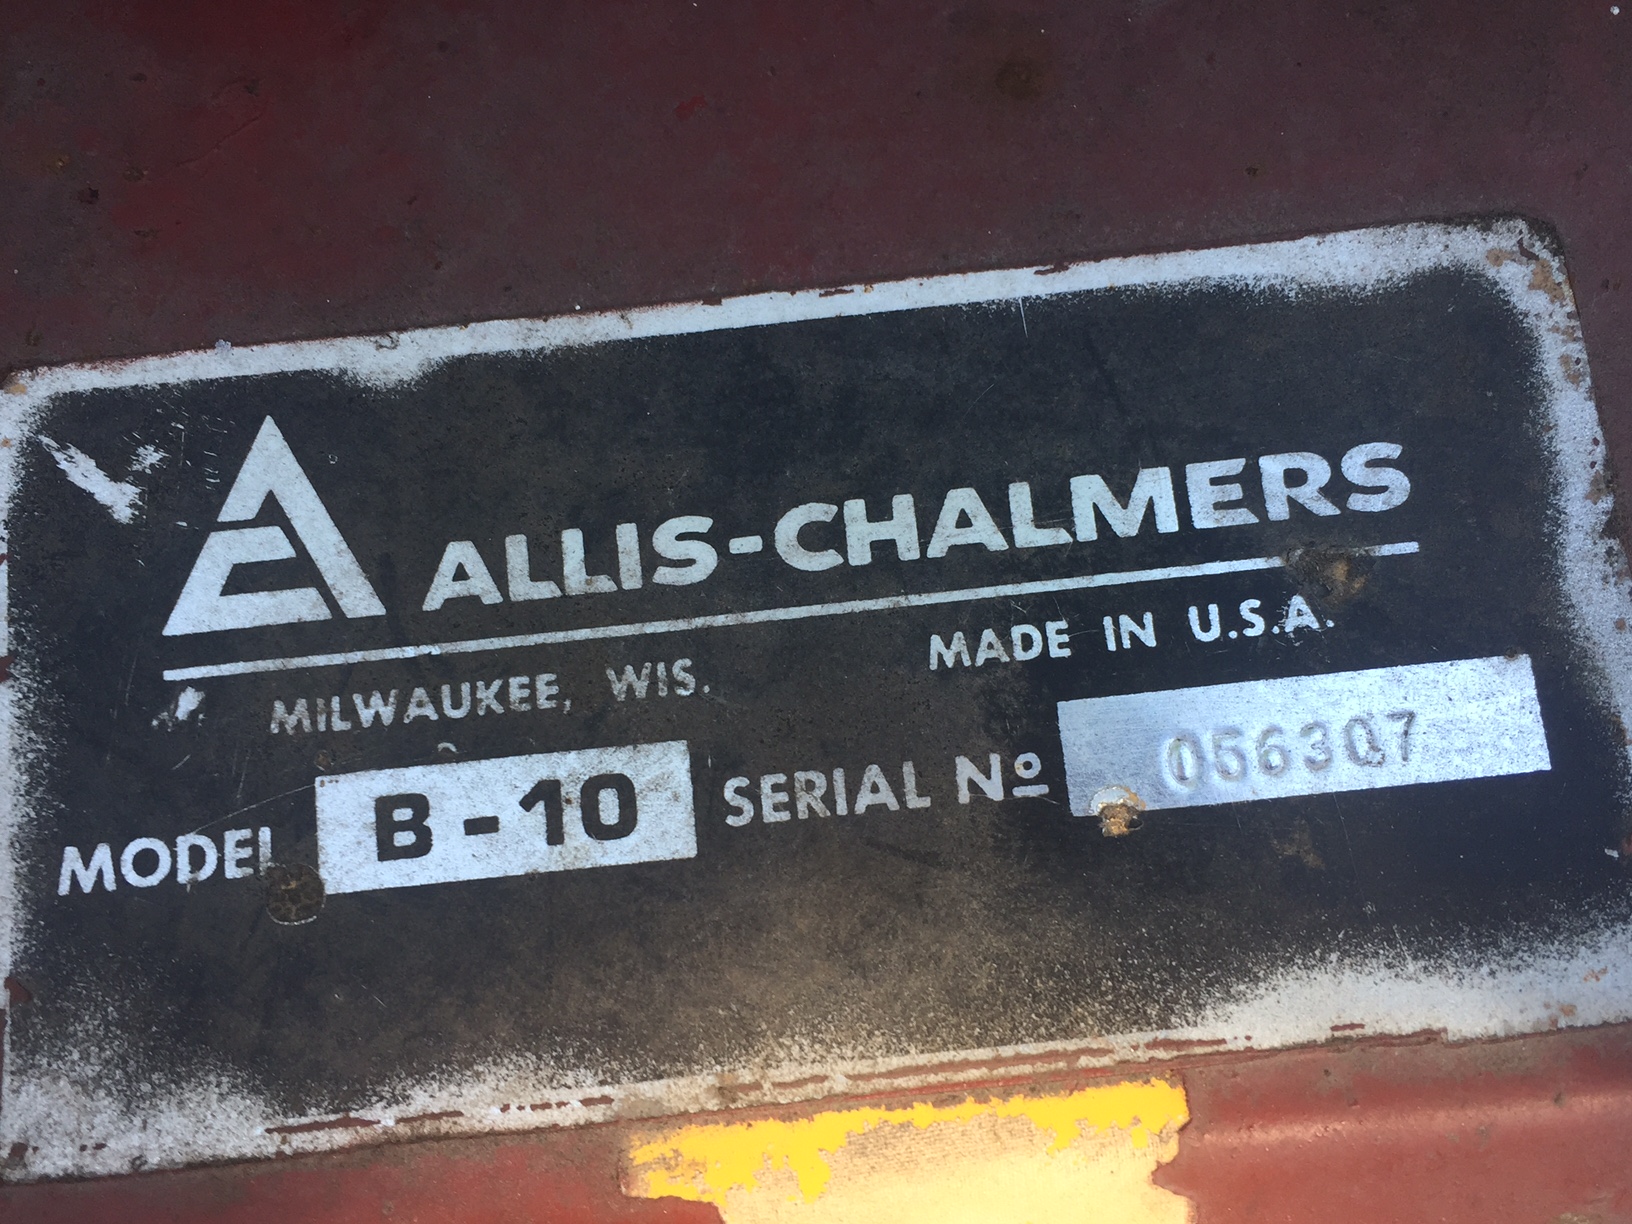 ALLIS-CHALMERS
MILWAUKEE, WIS. MADE IN U.S.A.
MODEL B-10 SERIAL Nº 056307